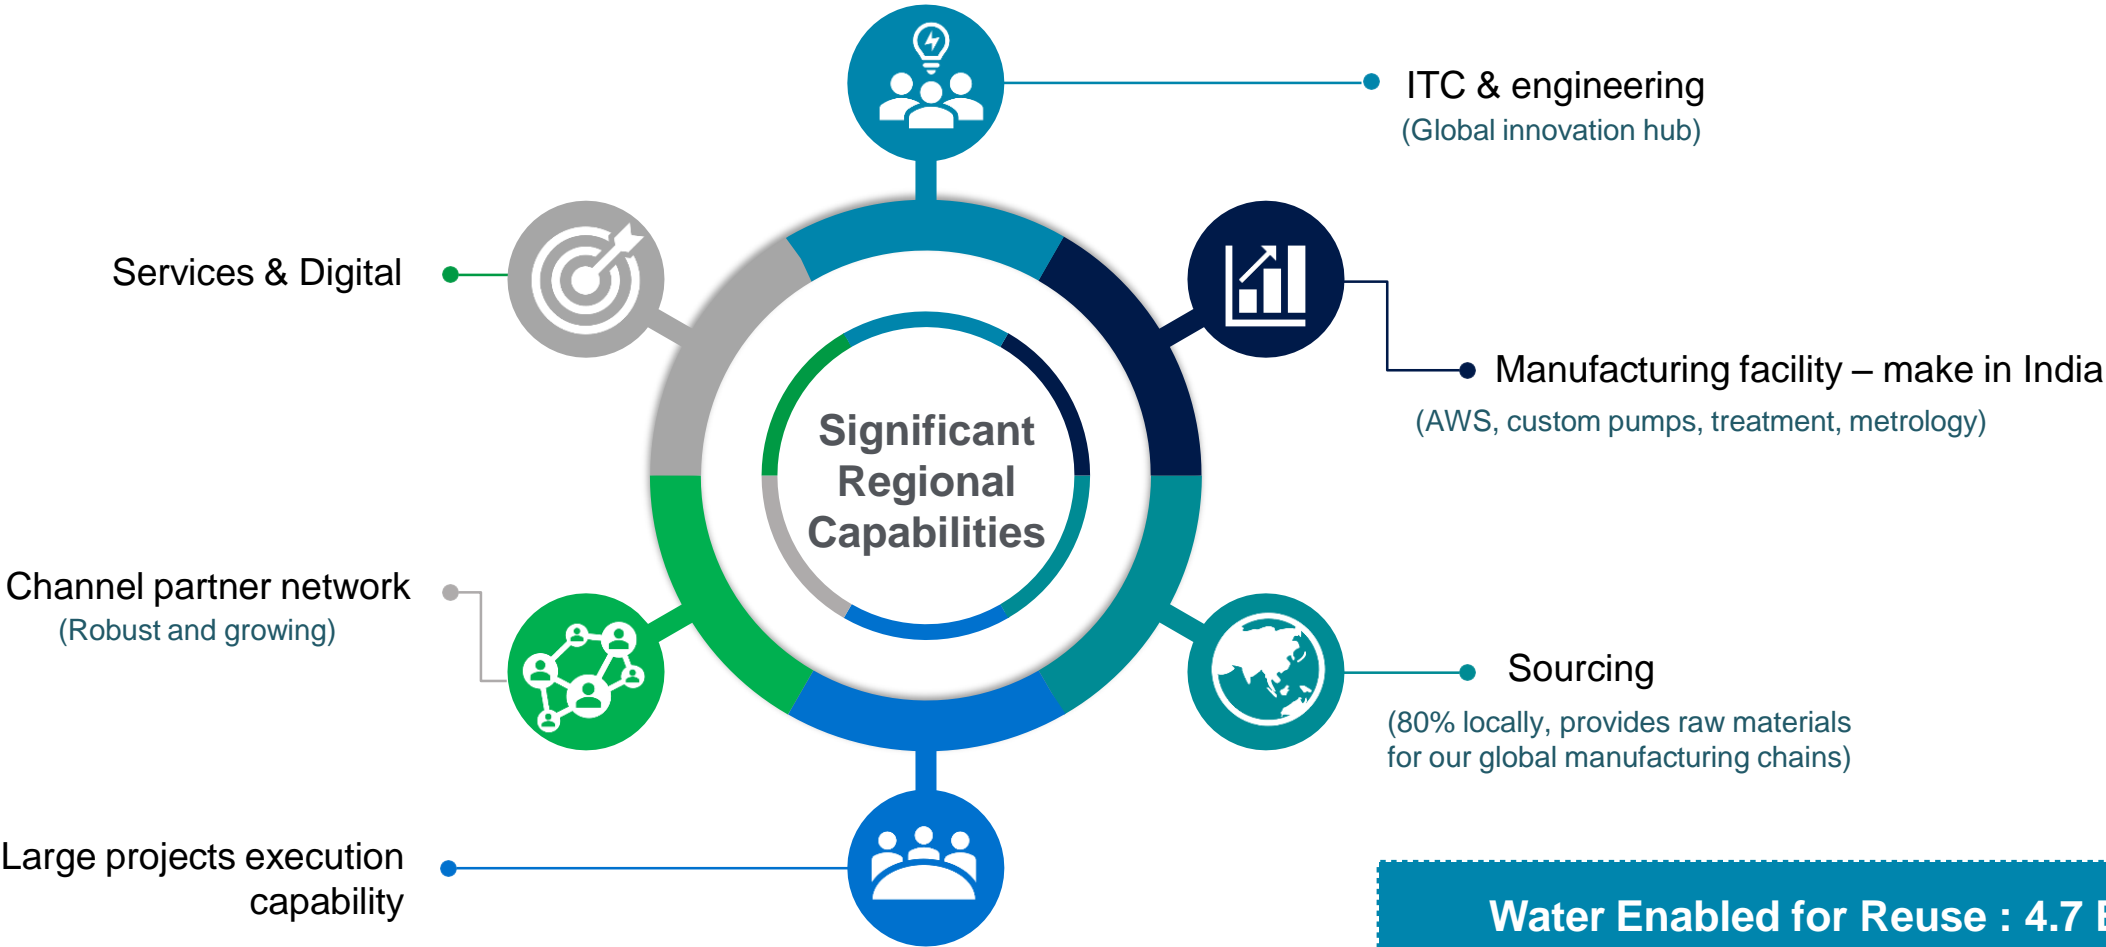 ITC & engineering
(Global innovation hub)
Services & Digital
Manufacturing facility – make in India
(AWS, custom pumps, treatment, metrology)
Significant
Regional
Capabilities
Channel partner network
(Robust and growing)
Sourcing
(80% locally, provides raw materials
for our global manufacturing chains)
Large projects execution
capability
Water Enabled for Reuse : 4.7